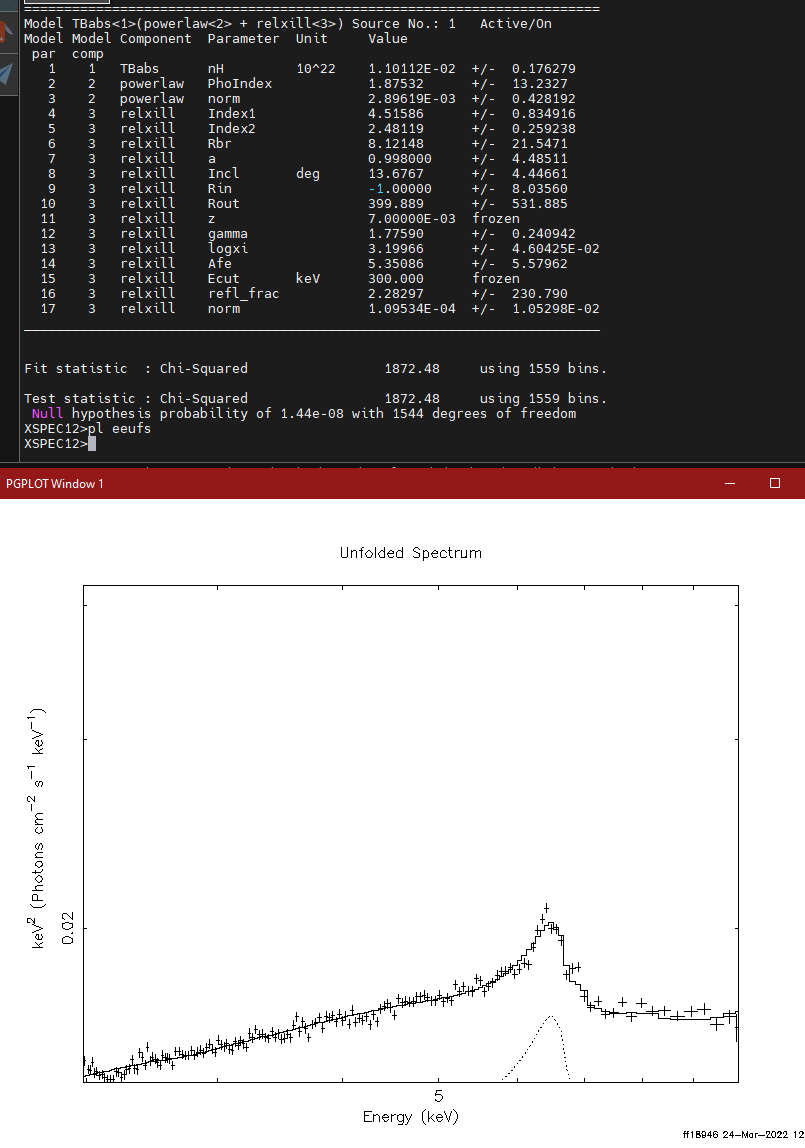 ========================================================================
Model TBabs<1>(powerlaw<2> + relxill<3>) Source No.: 1   Active/On
Model Model Component  Parameter  Unit     Value
 par  comp
   1    1   TBabs      nH         10^22    1.10112E-02  +/-  0.176279
   2    2   powerlaw   PhoIndex            1.87532      +/-  13.2327
   3    2   powerlaw   norm                2.89619E-03  +/-  0.428192
   4    3   relxill    Index1              4.51586      +/-  0.834916
   5    3   relxill    Index2              2.48119      +/-  0.259238
   6    3   relxill    Rbr                 8.12148      +/-  21.5471
   7    3   relxill    a                   0.998000     +/-  4.48511
   8    3   relxill    Incl       deg      13.6767      +/-  4.44661
   9    3   relxill    Rin                 -1.00000     +/-  8.03560
  10    3   relxill    Rout                399.889      +/-  531.885
  11    3   relxill    z                   7.00000E-03  frozen
  12    3   relxill    gamma               1.77590      +/-  0.240942
  13    3   relxill    logxi               3.19966      +/-  4.60425E-02
  14    3   relxill    Afe                 5.35086      +/-  5.57962
  15    3   relxill    Ecut       keV      300.000      frozen
  16    3   relxill    refl_frac           2.28297      +/-  230.790
  17    3   relxill    norm                1.09534E-04  +/-  1.05298E-02
________________________________________________________________________
Fit statistic  : Chi-Squared                 1872.48     using 1559 bins.
Test statistic : Chi-Squared                 1872.48     using 1559 bins.
 Null hypothesis probability of 1.44e-08 with 1544 degrees of freedom
XSPEC12>pl eeufs
XSPEC12>
PGPLOT Window 1
Unfolded Spectrum
keV² (Photons cm⁻² s⁻¹ keV⁻¹)
0.02
5
Energy (keV)
ff18946 24-Mar-2022 12